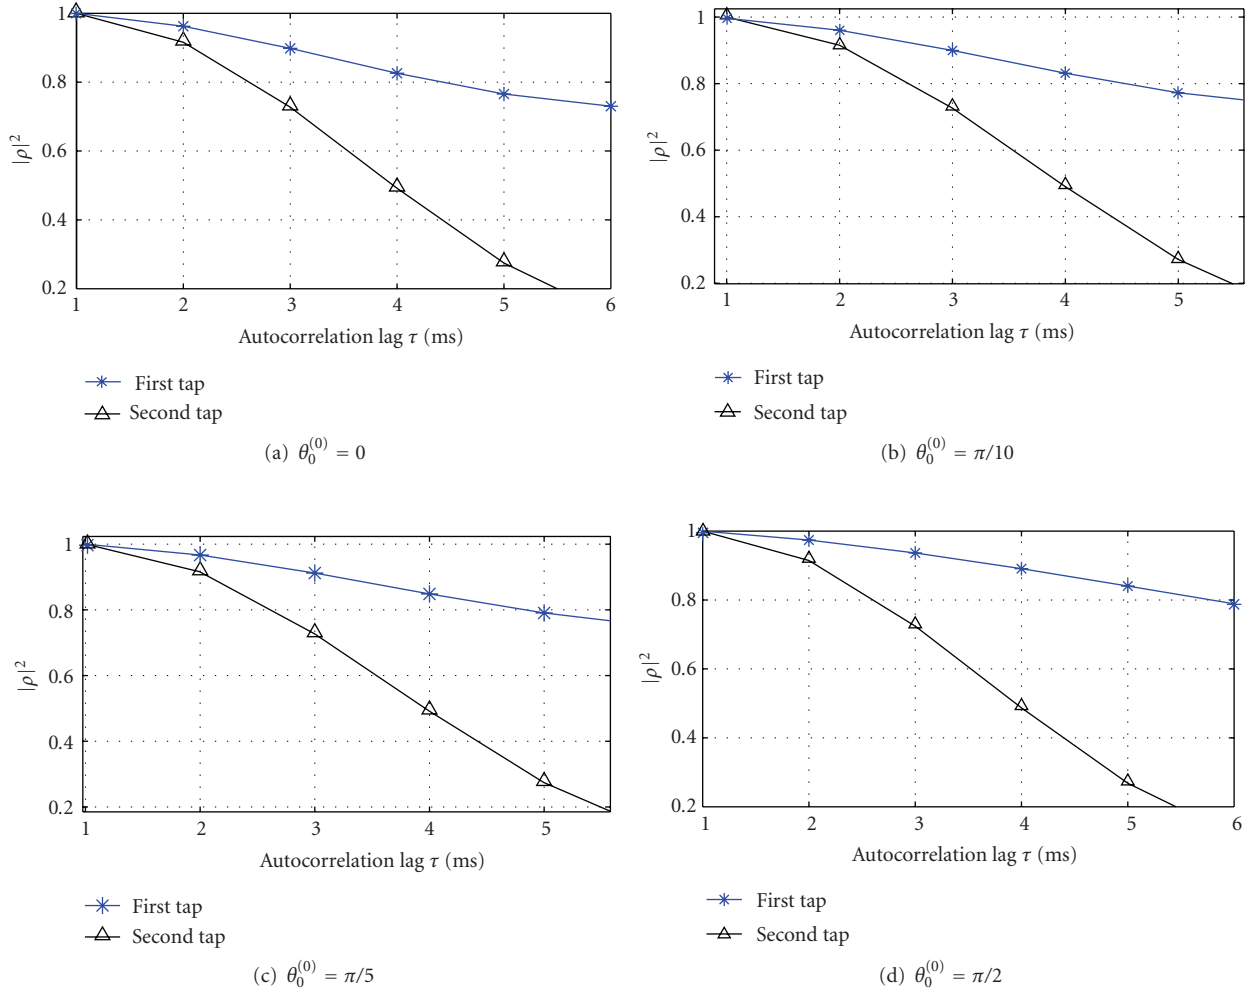 1
0.8
0.6
0.4
0.2
|ρ|²
1 2 3 4 5 6
Autocorrelation lag τ (ms)
First tap
Second tap
(a) θ₀⁽⁰⁾ = 0
1
0.8
0.6
0.4
0.2
|ρ|²
1 2 3 4 5
Autocorrelation lag τ (ms)
First tap
Second tap
(b) θ₀⁽⁰⁾ = π/10
1
0.8
0.6
0.4
0.2
|ρ|²
1 2 3 4 5
Autocorrelation lag τ (ms)
First tap
Second tap
(c) θ₀⁽⁰⁾ = π/5
1
0.8
0.6
0.4
0.2
|ρ|²
1 2 3 4 5 6
Autocorrelation lag τ (ms)
First tap
Second tap
(d) θ₀⁽⁰⁾ = π/2